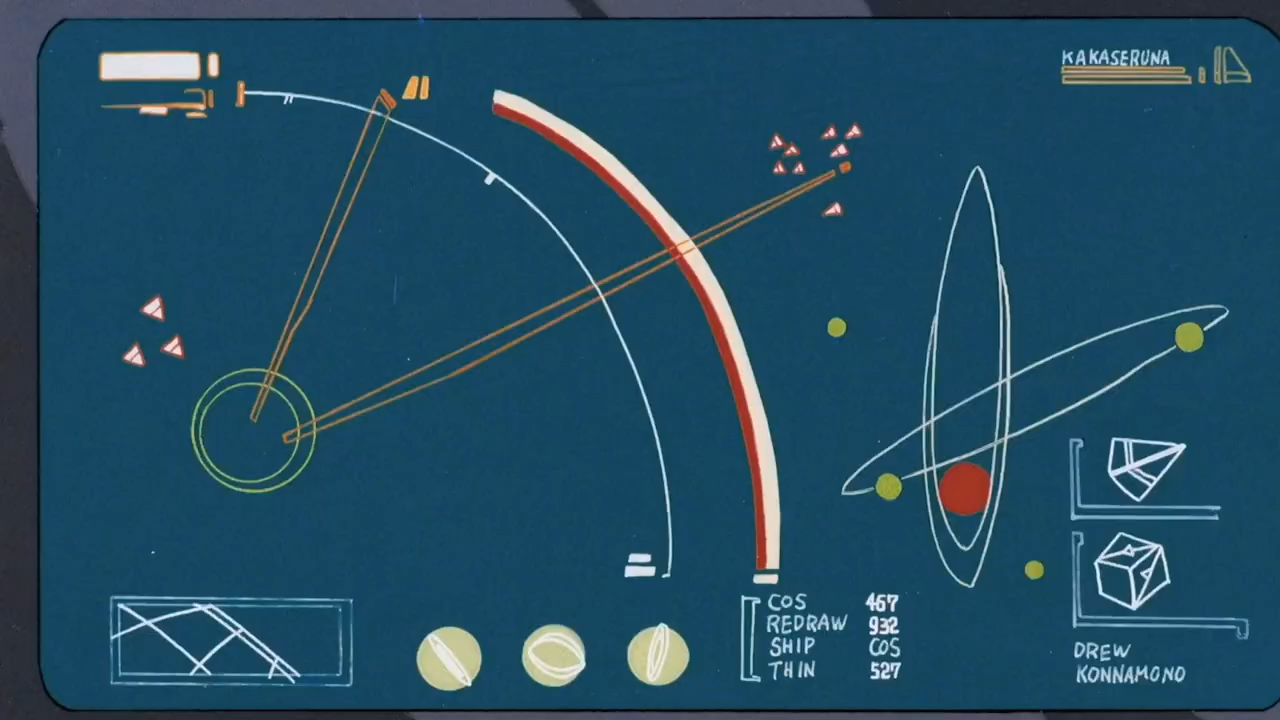 KAKASERUNA
COS 467
REDRAW 932
SHIP COS
THIN 527
DREW
KONNAMONO